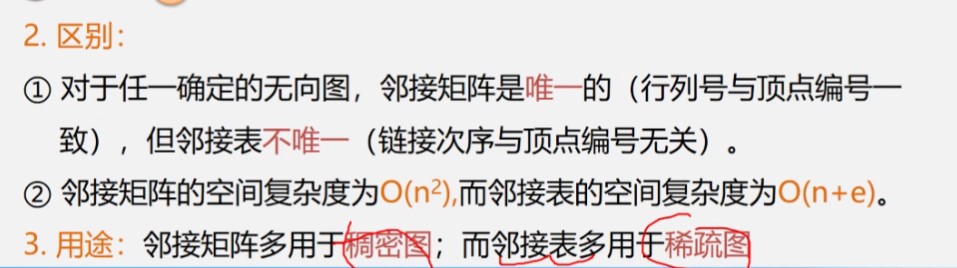 2. 区别：
① 对于任一确定的无向图，邻接矩阵是唯一的（行列号与顶点编号一
致），但邻接表不唯一（链接次序与顶点编号无关）。
② 邻接矩阵的空间复杂度为O(n²),而邻接表的空间复杂度为O(n+e)。
3. 用途：邻接矩阵多用于稠密图；而邻接表多用于稀疏图